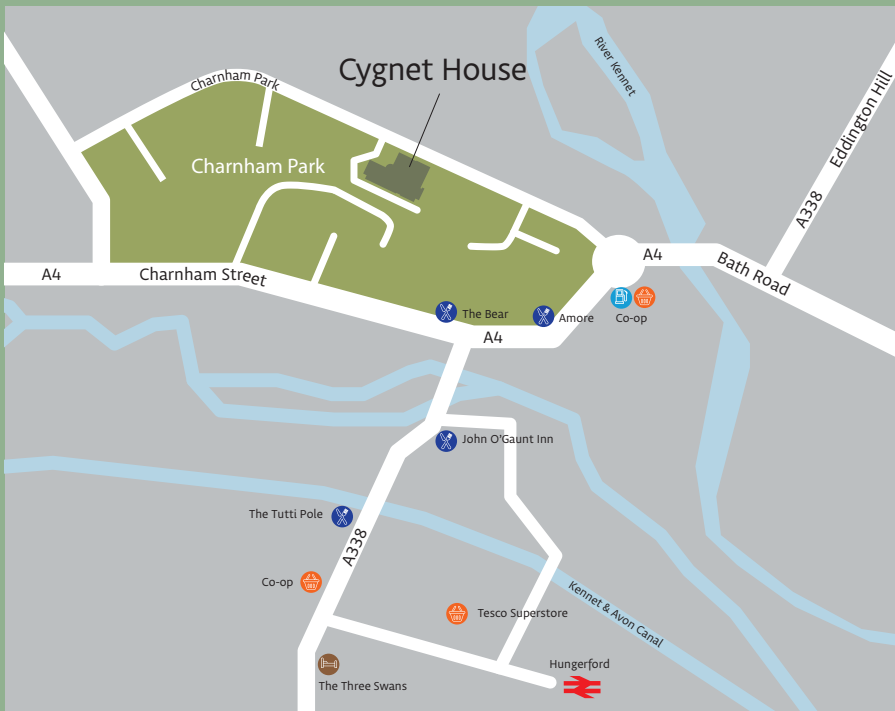 Cygnet House
River Kennet
Charnham Park
Charnham Park
Eddington Hill
A338
A4
Bath Road
A4
Charnham Street
The Bear
Amore
Co-op
A4
John O'Gaunt Inn
The Tutti Pole
A338
Co-op
Tesco Superstore
Kennet & Avon Canal
Hungerford
The Three Swans